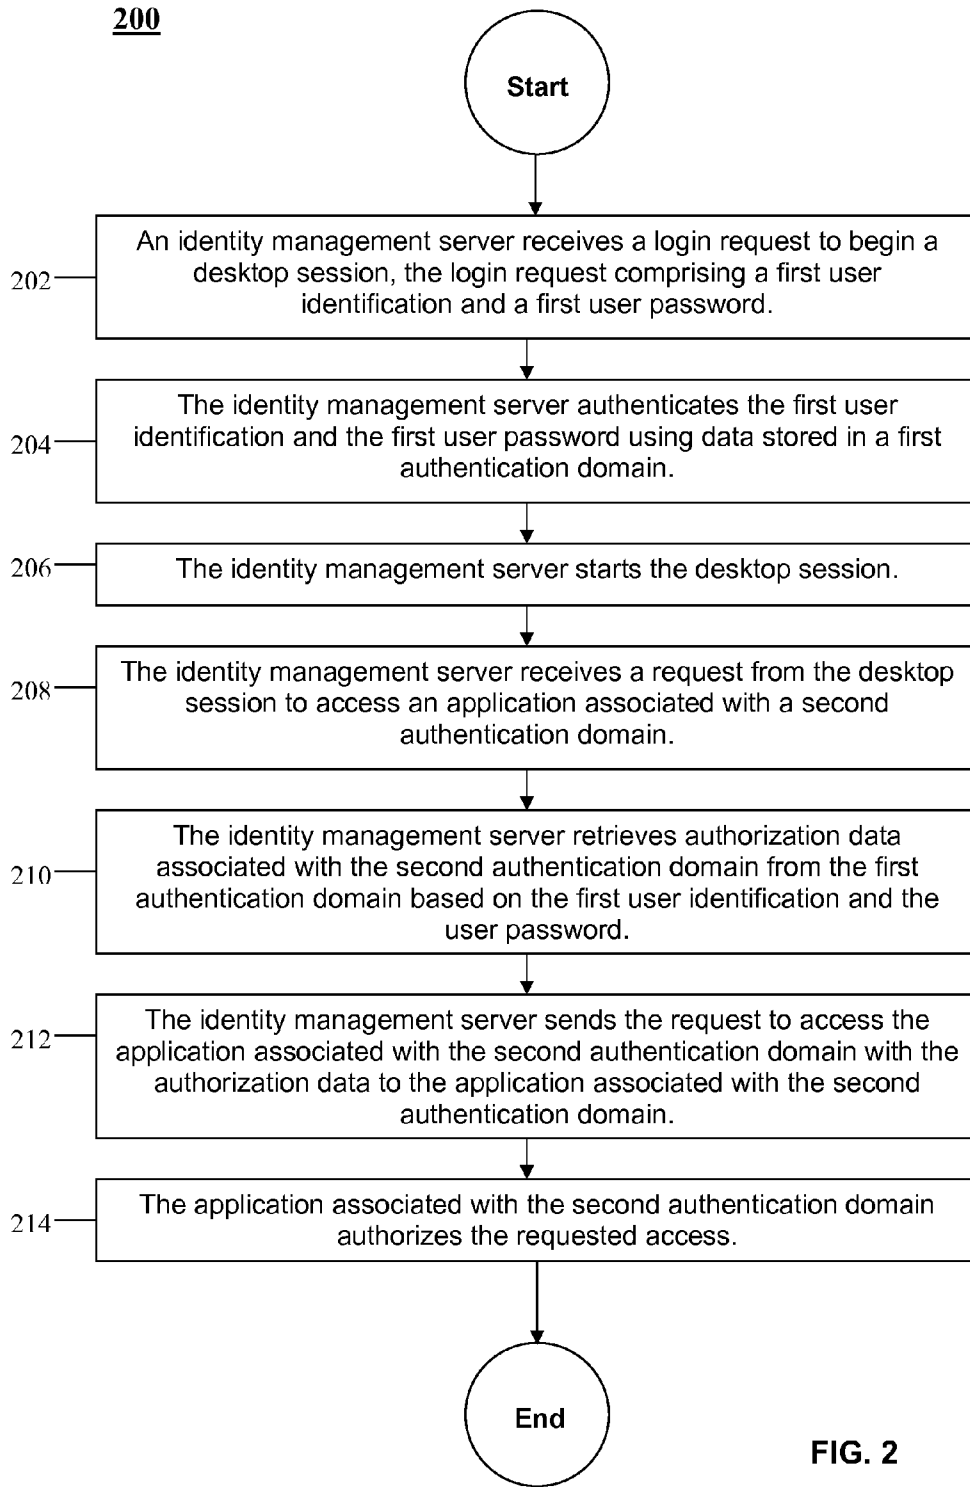 200
Start
202
An identity management server receives a login request to begin a
desktop session, the login request comprising a first user
identification and a first user password.
204
The identity management server authenticates the first user
identification and the first user password using data stored in a first
authentication domain.
206
The identity management server starts the desktop session.
208
The identity management server receives a request from the desktop
session to access an application associated with a second
authentication domain.
210
The identity management server retrieves authorization data
associated with the second authentication domain from the first
authentication domain based on the first user identification and the
user password.
212
The identity management server sends the request to access the
application associated with the second authentication domain with the
authorization data to the application associated with the second
authentication domain.
214
The application associated with the second authentication domain
authorizes the requested access.
End
FIG. 2